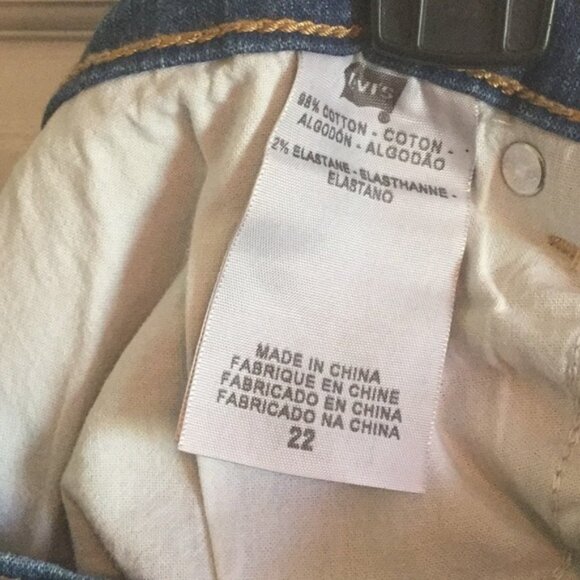 98% COTTON - COTON -
ALGODÓN - ALGODÃO
2% ELASTANE - ELASTHANNE -
ELASTANO
MADE IN CHINA
FABRIQUE EN CHINE
FABRICADO EN CHINA
FABRICADO NA CHINA
22